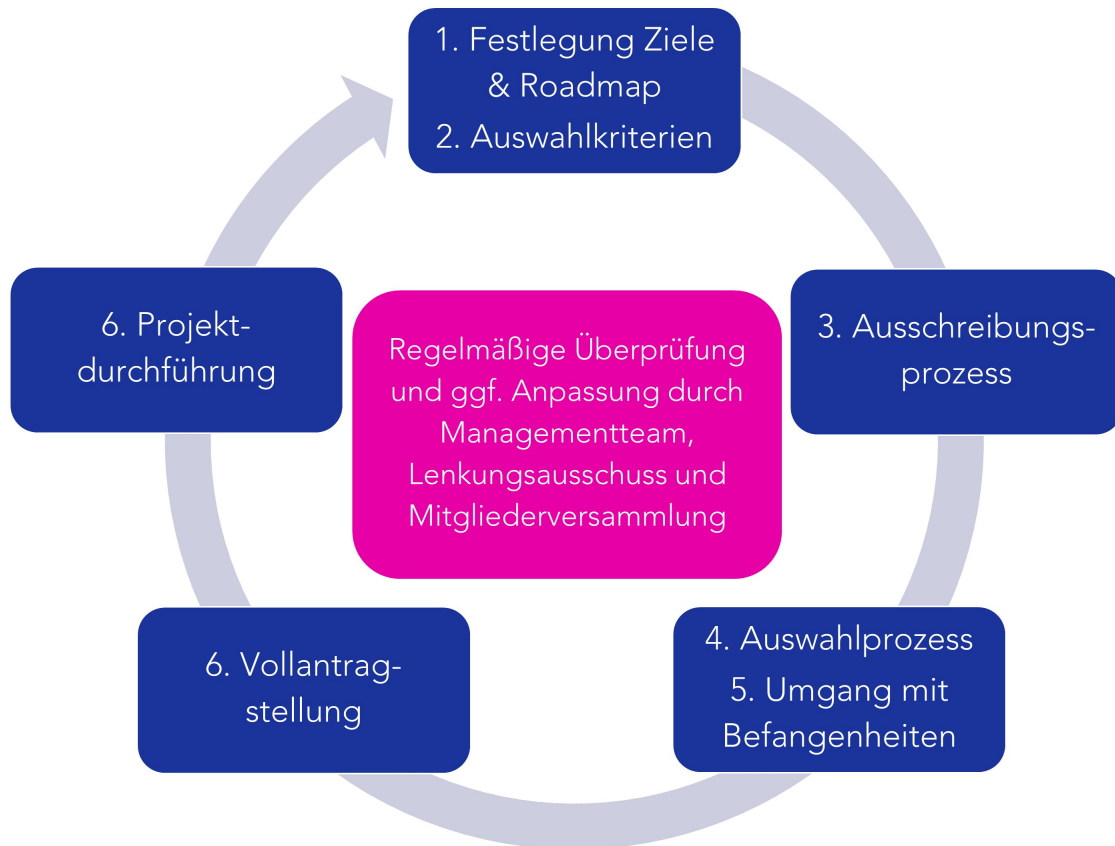 1. Festlegung Ziele
& Roadmap
2. Auswahlkriterien
3. Ausschreibungs-
prozess
4. Auswahlprozess
5. Umgang mit
Befangenheiten
6. Vollantrag-
stellung
6. Projekt-
durchführung
Regelmäßige Überprüfung
und ggf. Anpassung durch
Managementteam,
Lenkungsausschuss und
Mitgliederversammlung